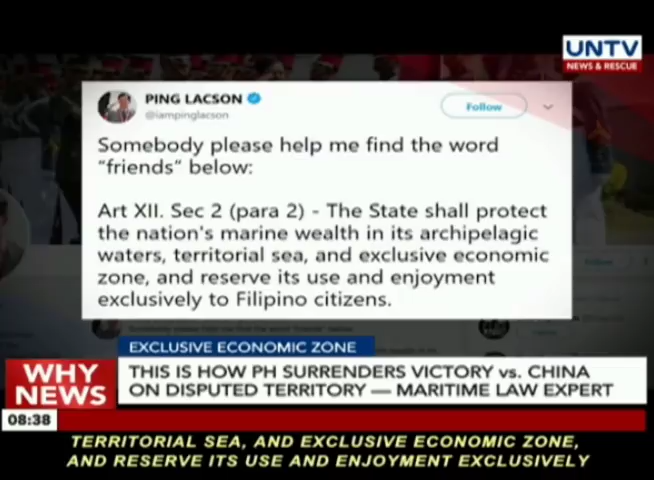 UNTV
NEWS & RESCUE
PING LACSON
@iampinglacson
Follow
Somebody please help me find the word
“friends” below:
Art XII. Sec 2 (para 2) - The State shall protect
the nation's marine wealth in its archipelagic
waters, territorial sea, and exclusive economic
zone, and reserve its use and enjoyment
exclusively to Filipino citizens.
EXCLUSIVE ECONOMIC ZONE
WHY
NEWS
THIS IS HOW PH SURRENDERS VICTORY vs. CHINA
ON DISPUTED TERRITORY — MARITIME LAW EXPERT
08:38
TERRITORIAL SEA, AND EXCLUSIVE ECONOMIC ZONE,
AND RESERVE ITS USE AND ENJOYMENT EXCLUSIVELY